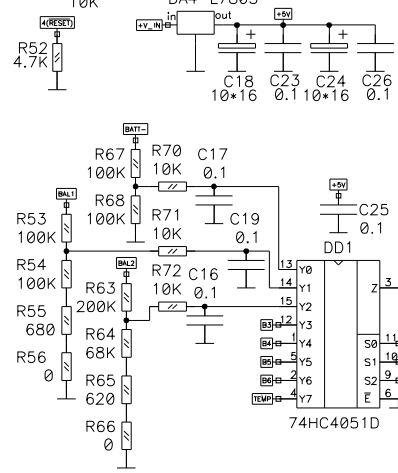 10K
DA4 L7805
4(RESET)
in
out
+V_IN
+5V
R52
4.7K
+
+
C18
10*16
C23
0.1
C24
10*16
C26
0.1
BATT-
R67
100K
R70
10K
C17
0.1
BAL1
R68
100K
R71
10K
C19
0.1
+5V
C25
0.1
R53
100K
BAL2
DD1
R54
100K
R63
200K
R72
10K
C16
0.1
R55
680
R64
68K
R56
0
R65
620
R66
0
13 Y0
14 Y1
15 Y2
B3 12 Y3
B4 1 Y4
B5 5 Y5
B6 2 Y6
TEMP 4 Y7
Z 3
S0 11
S1 10
S2 9
E 6
74HC4051D